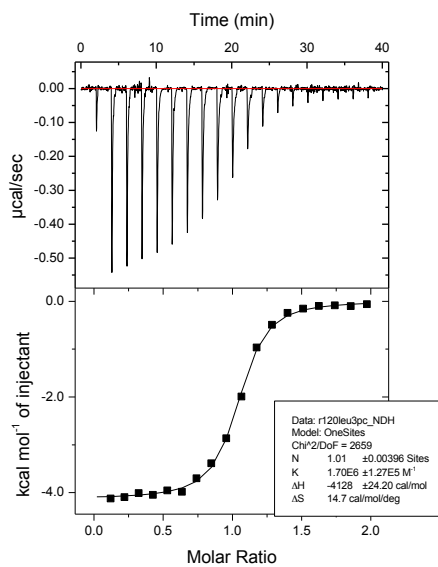 Time (min)
0 10 20 30 40
0.00
-0.10
-0.20
-0.30
-0.40
-0.50
µcal/sec
0.0
-2.0
-4.0
kcal mol⁻¹ of injectant
Data: r120leu3pc_NDH
Model: OneSites
Chi^2/DoF = 2659
N 1.01 ±0.00396 Sites
K 1.70E6 ±1.27E5 M⁻¹
ΔH -4128 ±24.20 cal/mol
ΔS 14.7 cal/mol/deg
0.0 0.5 1.0 1.5 2.0
Molar Ratio